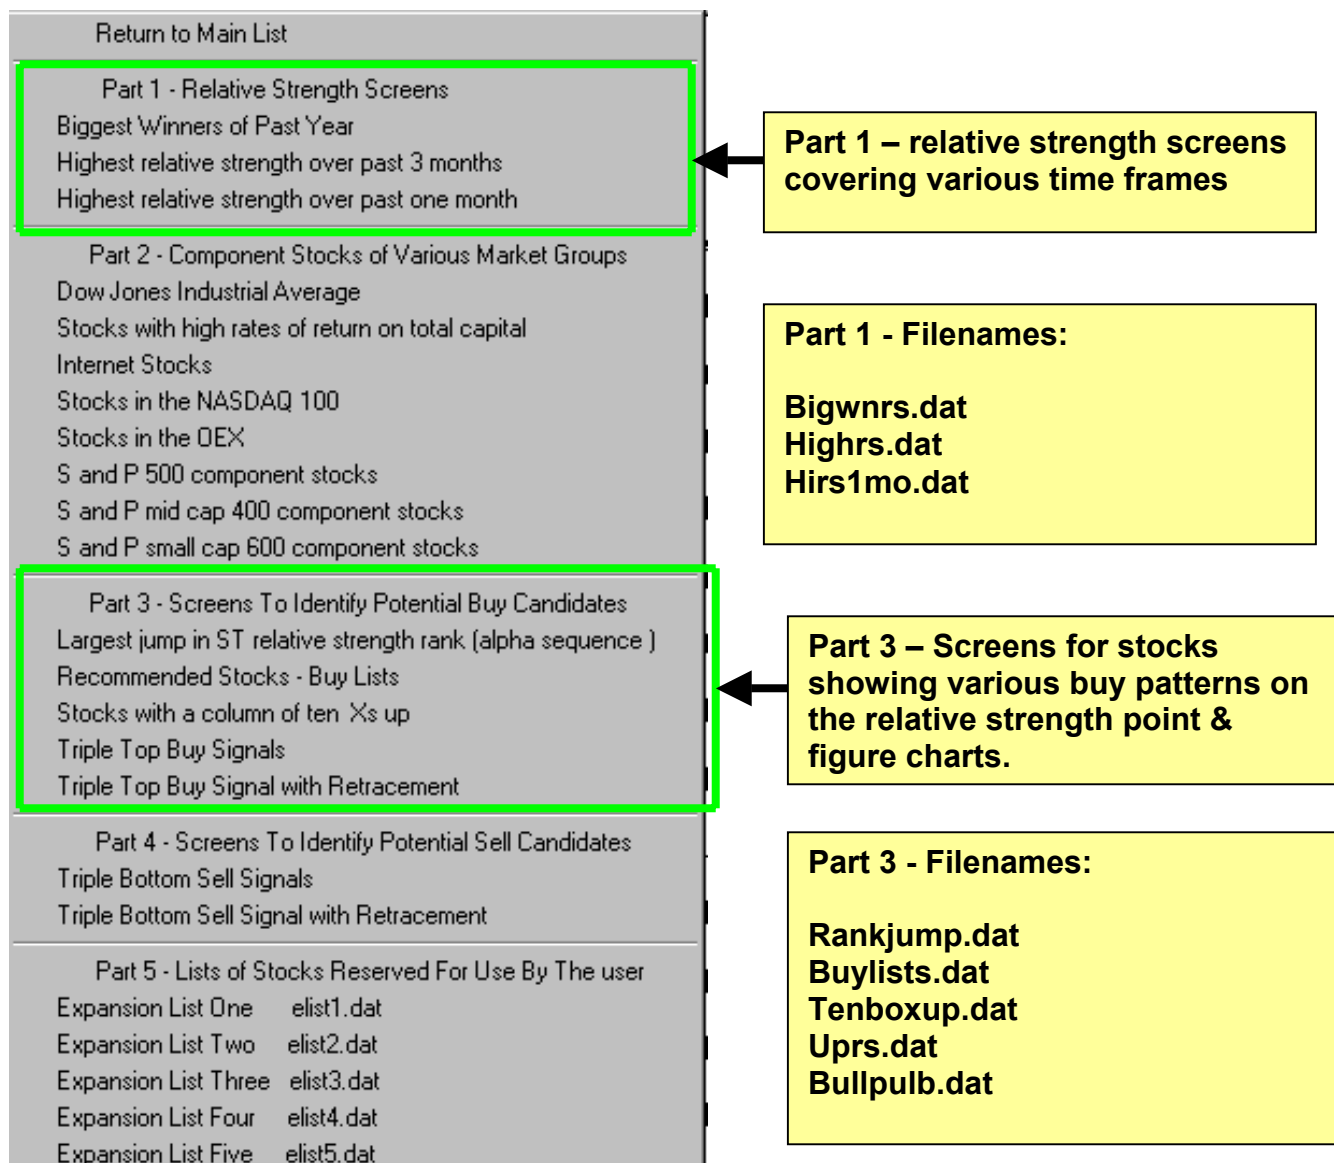 Return to Main List
Part 1 - Relative Strength Screens
Biggest Winners of Past Year
Highest relative strength over past 3 months
Highest relative strength over past one month
Part 2 - Component Stocks of Various Market Groups
Dow Jones Industrial Average
Stocks with high rates of return on total capital
Internet Stocks
Stocks in the NASDAQ 100
Stocks in the OEX
S and P 500 component stocks
S and P mid cap 400 component stocks
S and P small cap 600 component stocks
Part 3 - Screens To Identify Potential Buy Candidates
Largest jump in ST relative strength rank (alpha sequence )
Recommended Stocks - Buy Lists
Stocks with a column of ten Xs up
Triple Top Buy Signals
Triple Top Buy Signal with Retracement
Part 4 - Screens To Identify Potential Sell Candidates
Triple Bottom Sell Signals
Triple Bottom Sell Signal with Retracement
Part 5 - Lists of Stocks Reserved For Use By The user
Expansion List One elist1.dat
Expansion List Two elist2.dat
Expansion List Three elist3.dat
Expansion List Four elist4.dat
Expansion List Five elist5.dat
Part 1 – relative strength screens
covering various time frames
Part 1 - Filenames:
Bigwnrs.dat
Highrs.dat
Hirs1mo.dat
Part 3 – Screens for stocks
showing various buy patterns on
the relative strength point &
figure charts.
Part 3 - Filenames:
Rankjump.dat
Buylists.dat
Tenboxup.dat
Uprs.dat
Bullpulb.dat